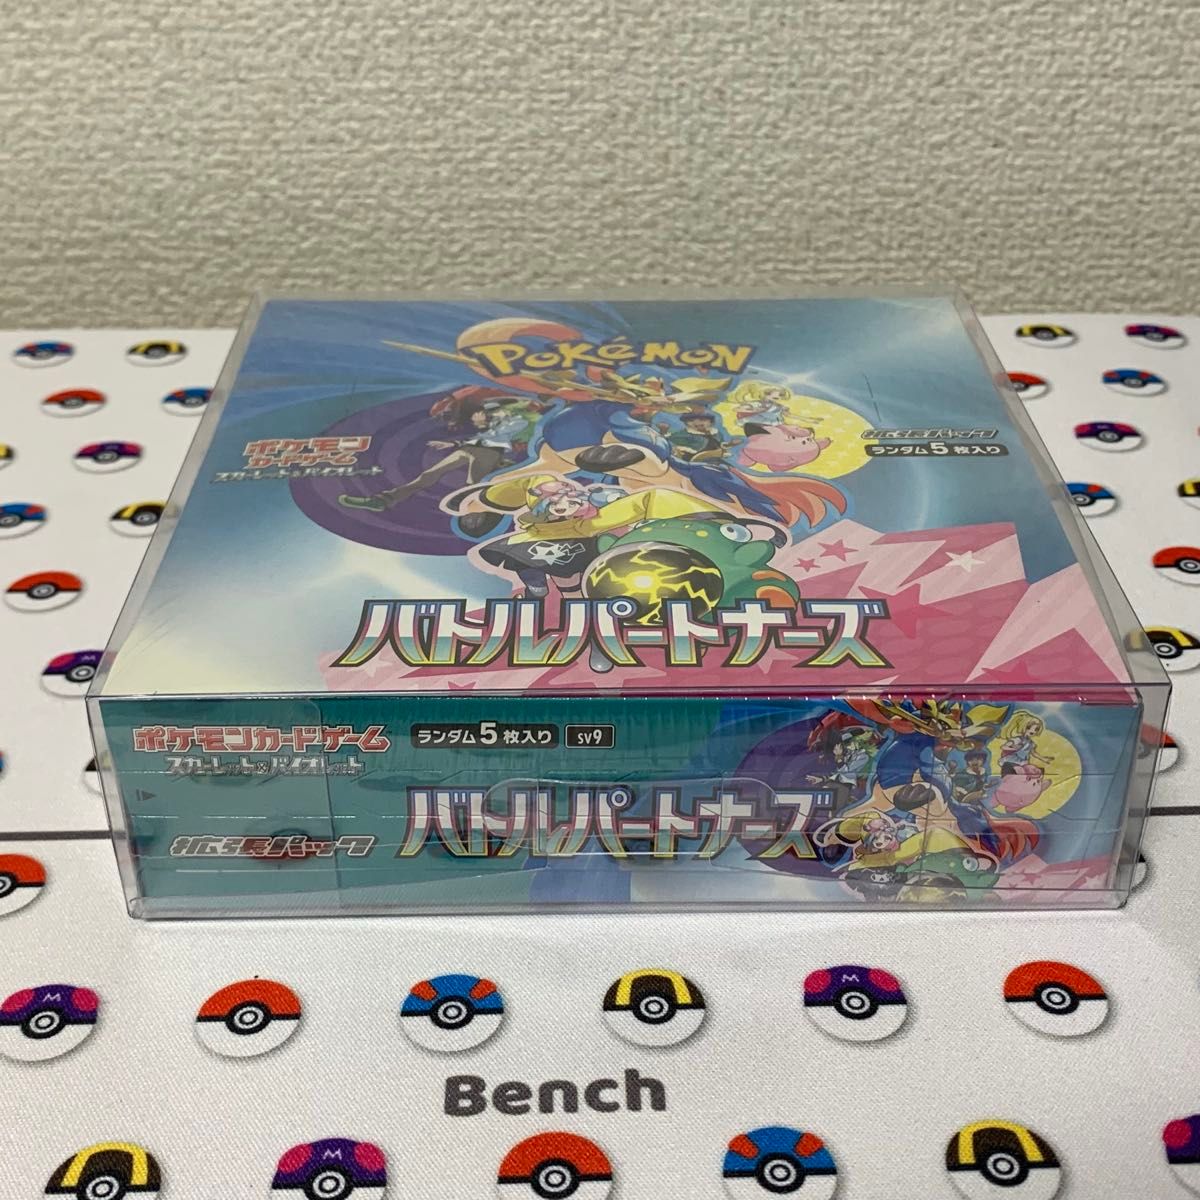 POKéMON
ポケモン
カードゲーム
スカーレット&バイオレット
拡張パック
ランダム5枚入り
バトルパートナーズ
ポケモンカードゲーム
スカーレット&バイオレット
ランダム5枚入り sv9
拡張パック
バトルパートナーズ
Bench